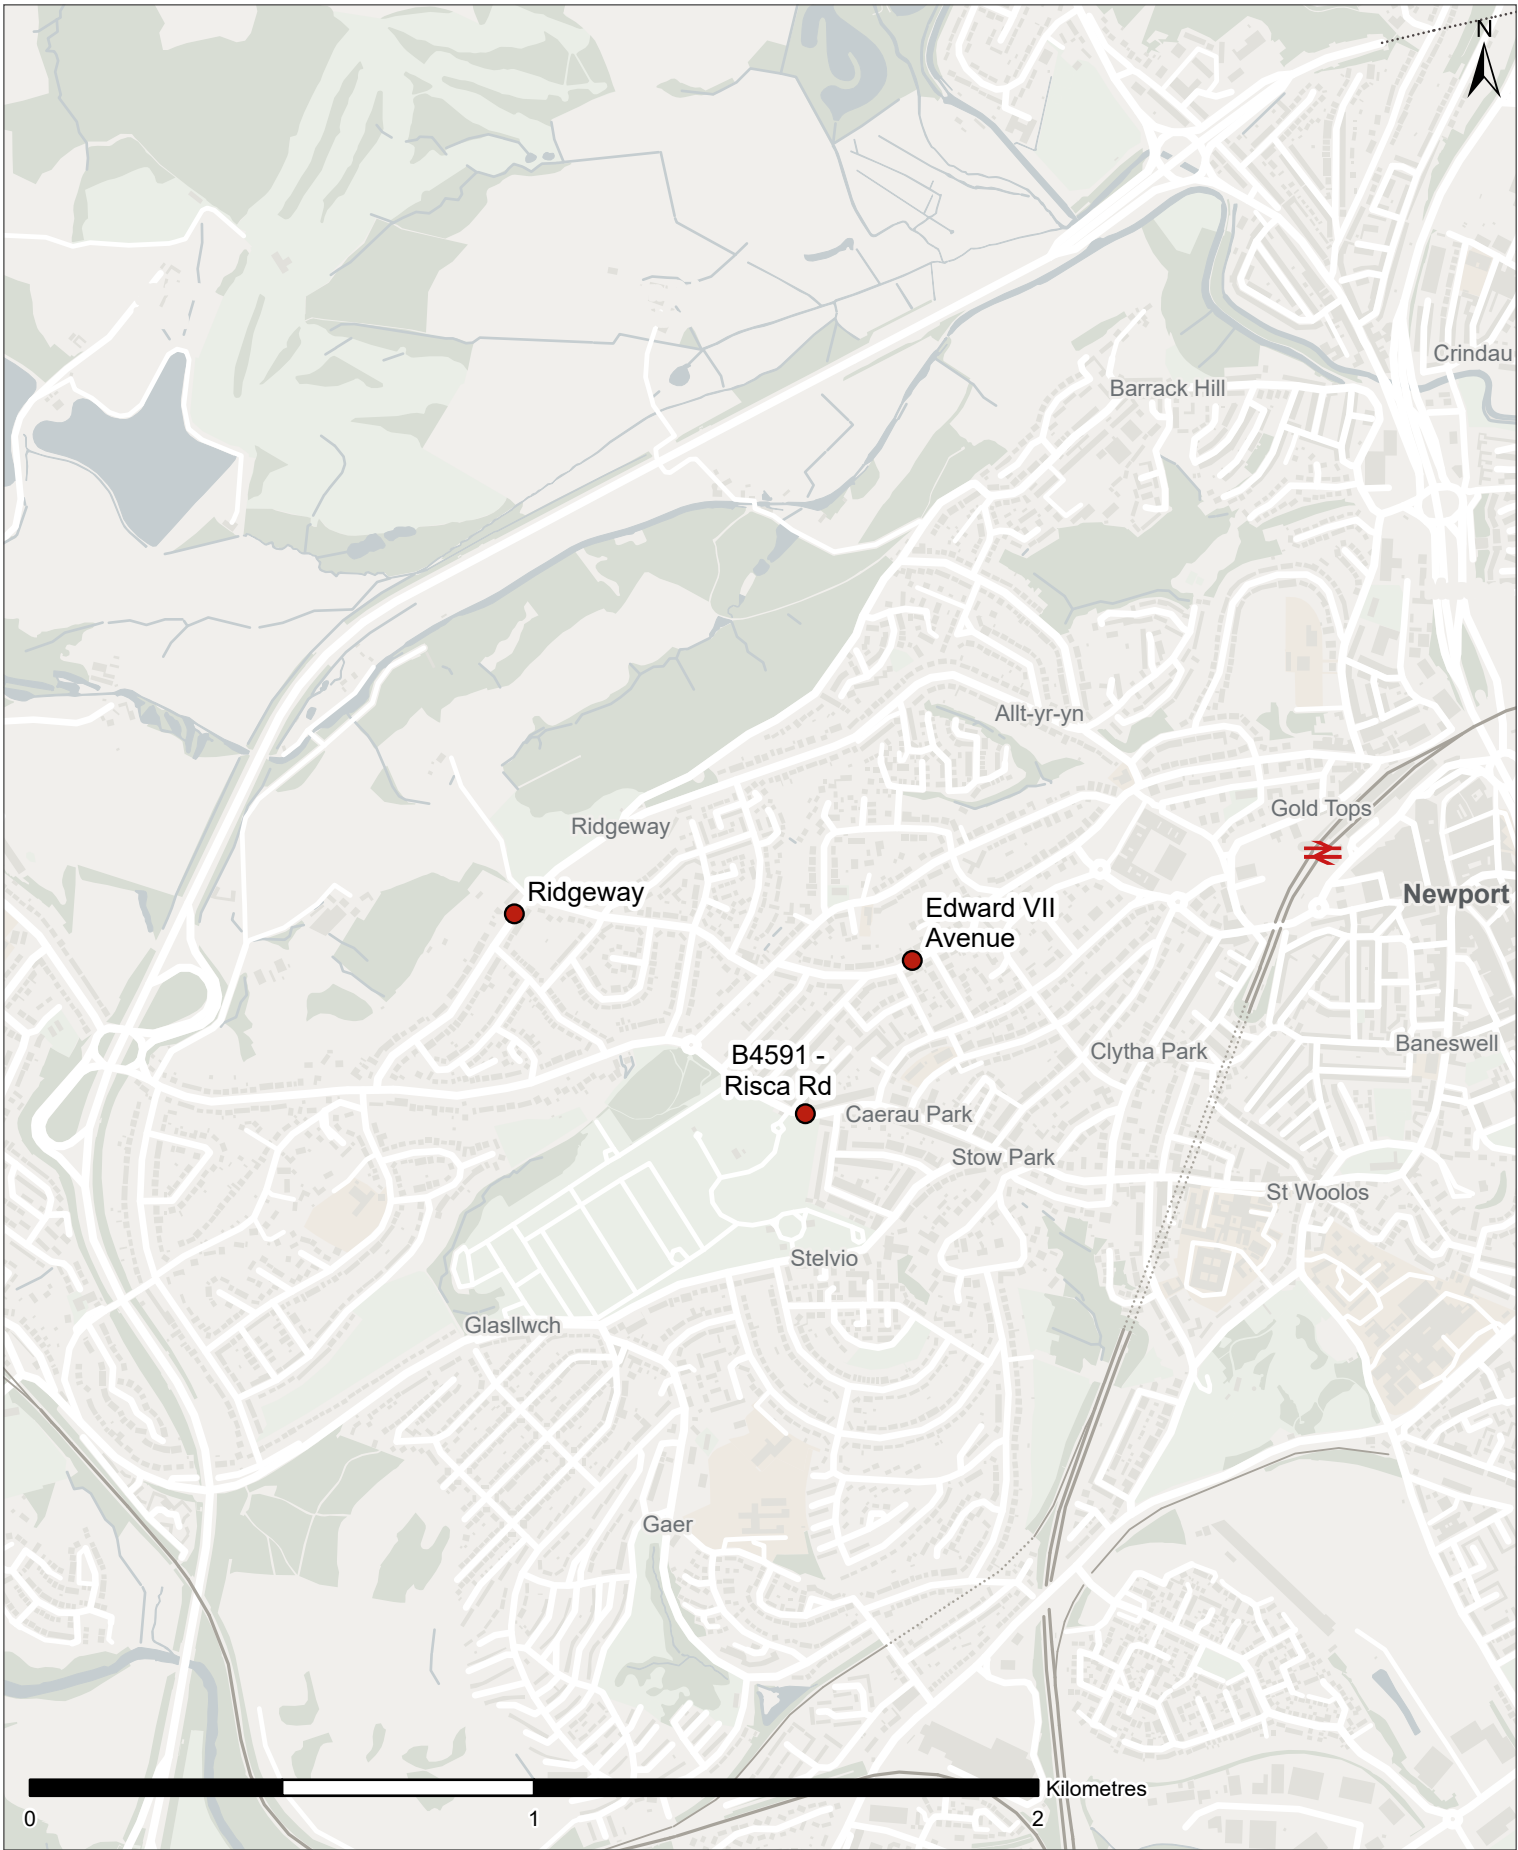 N
Crindau
Barrack Hill
Allt-yr-yn
Gold Tops
Ridgeway
Ridgeway
Newport
Edward VII
Avenue
B4591 -
Risca Rd
Clytha Park
Baneswell
Caerau Park
Stow Park
St Woolos
Stelvio
Glasllwch
Gaer
Kilometres
0 1 2